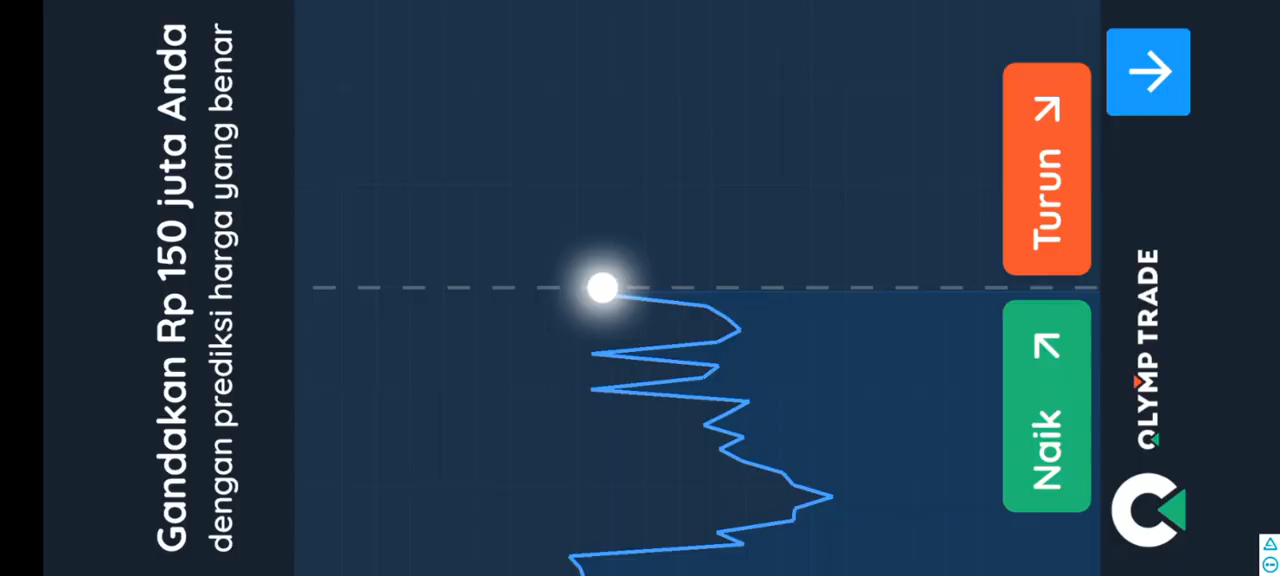 Gandakan Rp 150 juta Anda
dengan prediksi harga yang benar
Naik
Turun
OLYMP TRADE